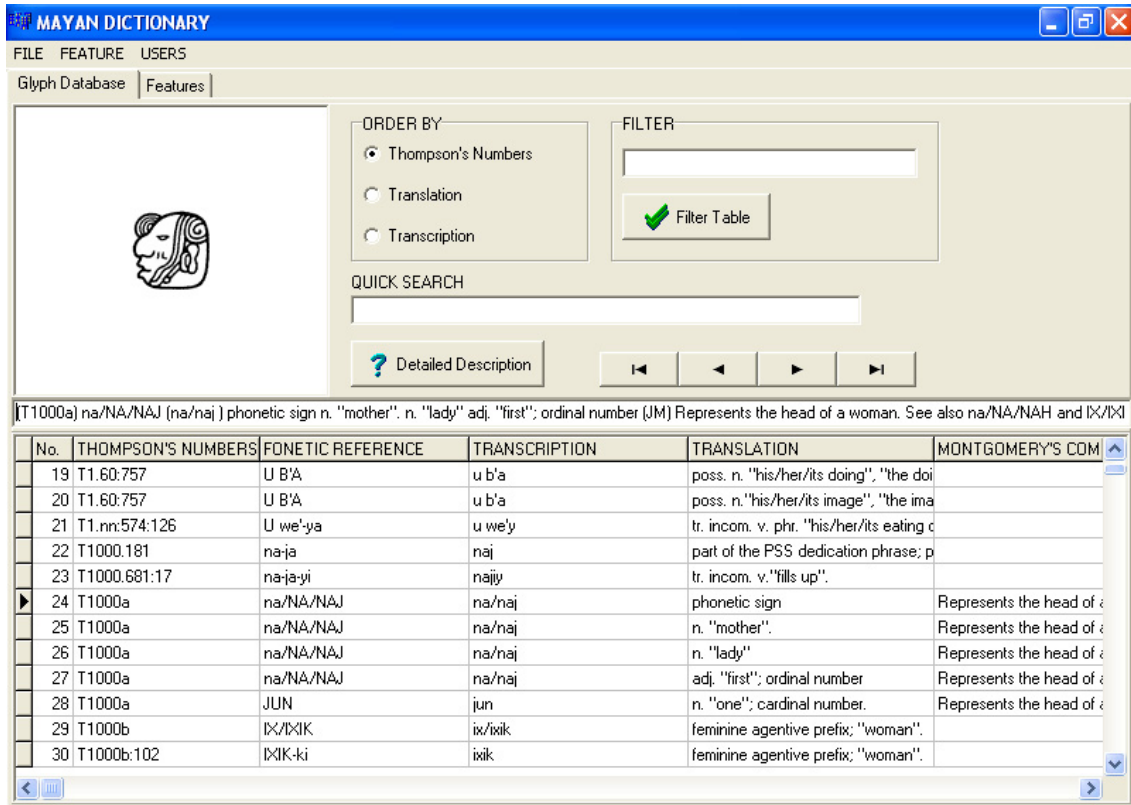 MAYAN DICTIONARY
FILE FEATURE USERS
Glyph Database Features
ORDER BY
Thompson's Numbers
Translation
Transcription
FILTER
Filter Table
QUICK SEARCH
Detailed Description
(T1000a) na/NA/NAJ (na/naj ) phonetic sign n. "mother". n. "lady" adj. "first"; ordinal number (JM) Represents the head of a woman. See also na/NA/NAH and IX/IXI
No. THOMPSON'S NUMBERS FONETIC REFERENCE TRANSCRIPTION TRANSLATION MONTGOMERY'S COM
19 T1.60:757 U B'A u b'a poss. n. "his/her/its doing", "the doi
20 T1.60:757 U B'A u b'a poss. n."his/her/its image", "the ima
21 T1.nn:574:126 U we'-ya u we'y tr. incom. v. phr. "his/her/its eating
22 T1000.181 na-ja naj part of the PSS dedication phrase; p
23 T1000.681:17 na-ja-yi najiy tr. incom. v."fills up".
24 T1000a na/NA/NAJ na/naj phonetic sign Represents the head of
25 T1000a na/NA/NAJ na/naj n. "mother". Represents the head of
26 T1000a na/NA/NAJ na/naj n. "lady" Represents the head of
27 T1000a na/NA/NAJ na/naj adj. "first"; ordinal number Represents the head of
28 T1000a JUN jun n. "one"; cardinal number. Represents the head of
29 T1000b IX/IXIK ix/ixik feminine agentive prefix; "woman".
30 T1000b:102 IXIK-ki ixik feminine agentive prefix; "woman".